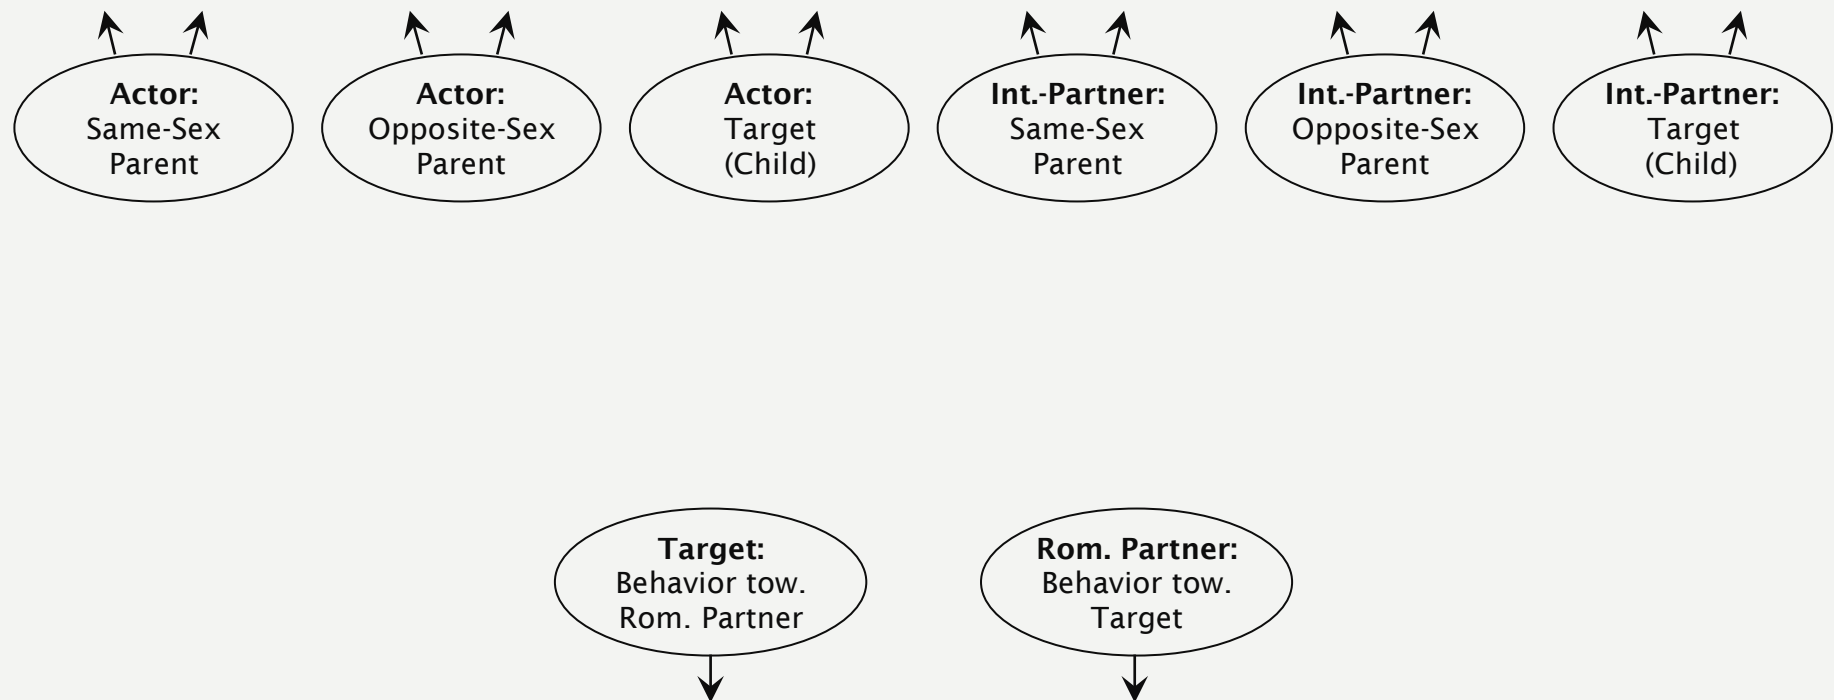 Actor:
Same-Sex
Parent
Actor:
Opposite-Sex
Parent
Actor:
Target
(Child)
Int.-Partner:
Same-Sex
Parent
Int.-Partner:
Opposite-Sex
Parent
Int.-Partner:
Target
(Child)
Target:
Behavior tow.
Rom. Partner
Rom. Partner:
Behavior tow.
Target